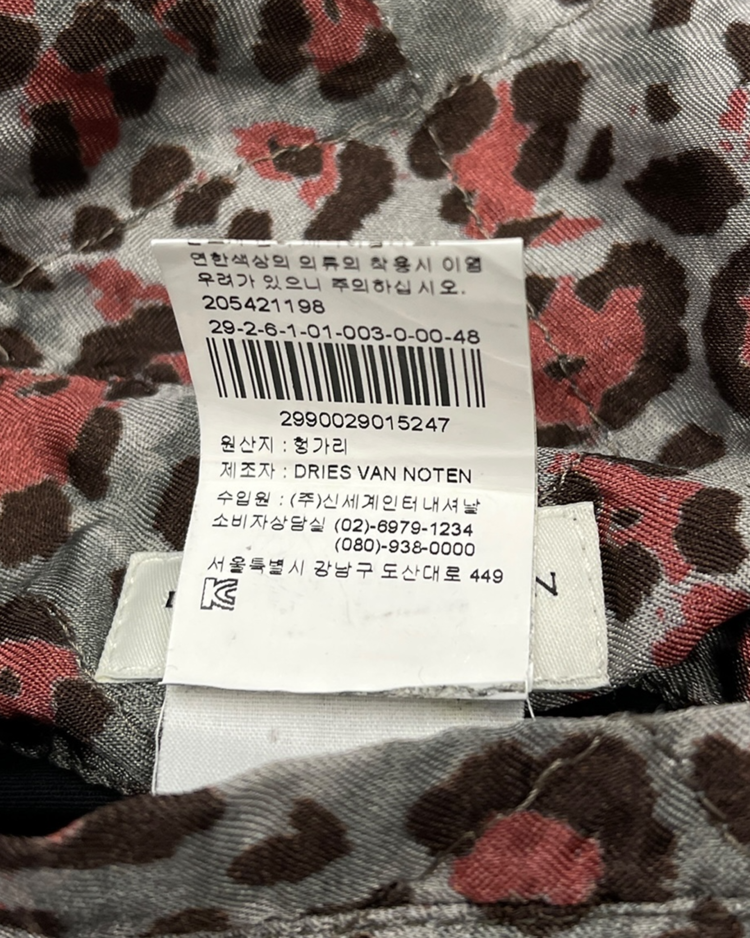 연한색상의 의류의 착용시 이염
우려가 있으니 주의하십시오.
205421198
29-2-6-1-01-003-0-00-48
2990029015247
원산지 : 헝가리
제조자 : DRIES VAN NOTEN
수입원 : (주)신세계인터내셔날
소비자상담실 (02)-6979-1234
(080)-938-0000
서울특별시 강남구 도산대로 449